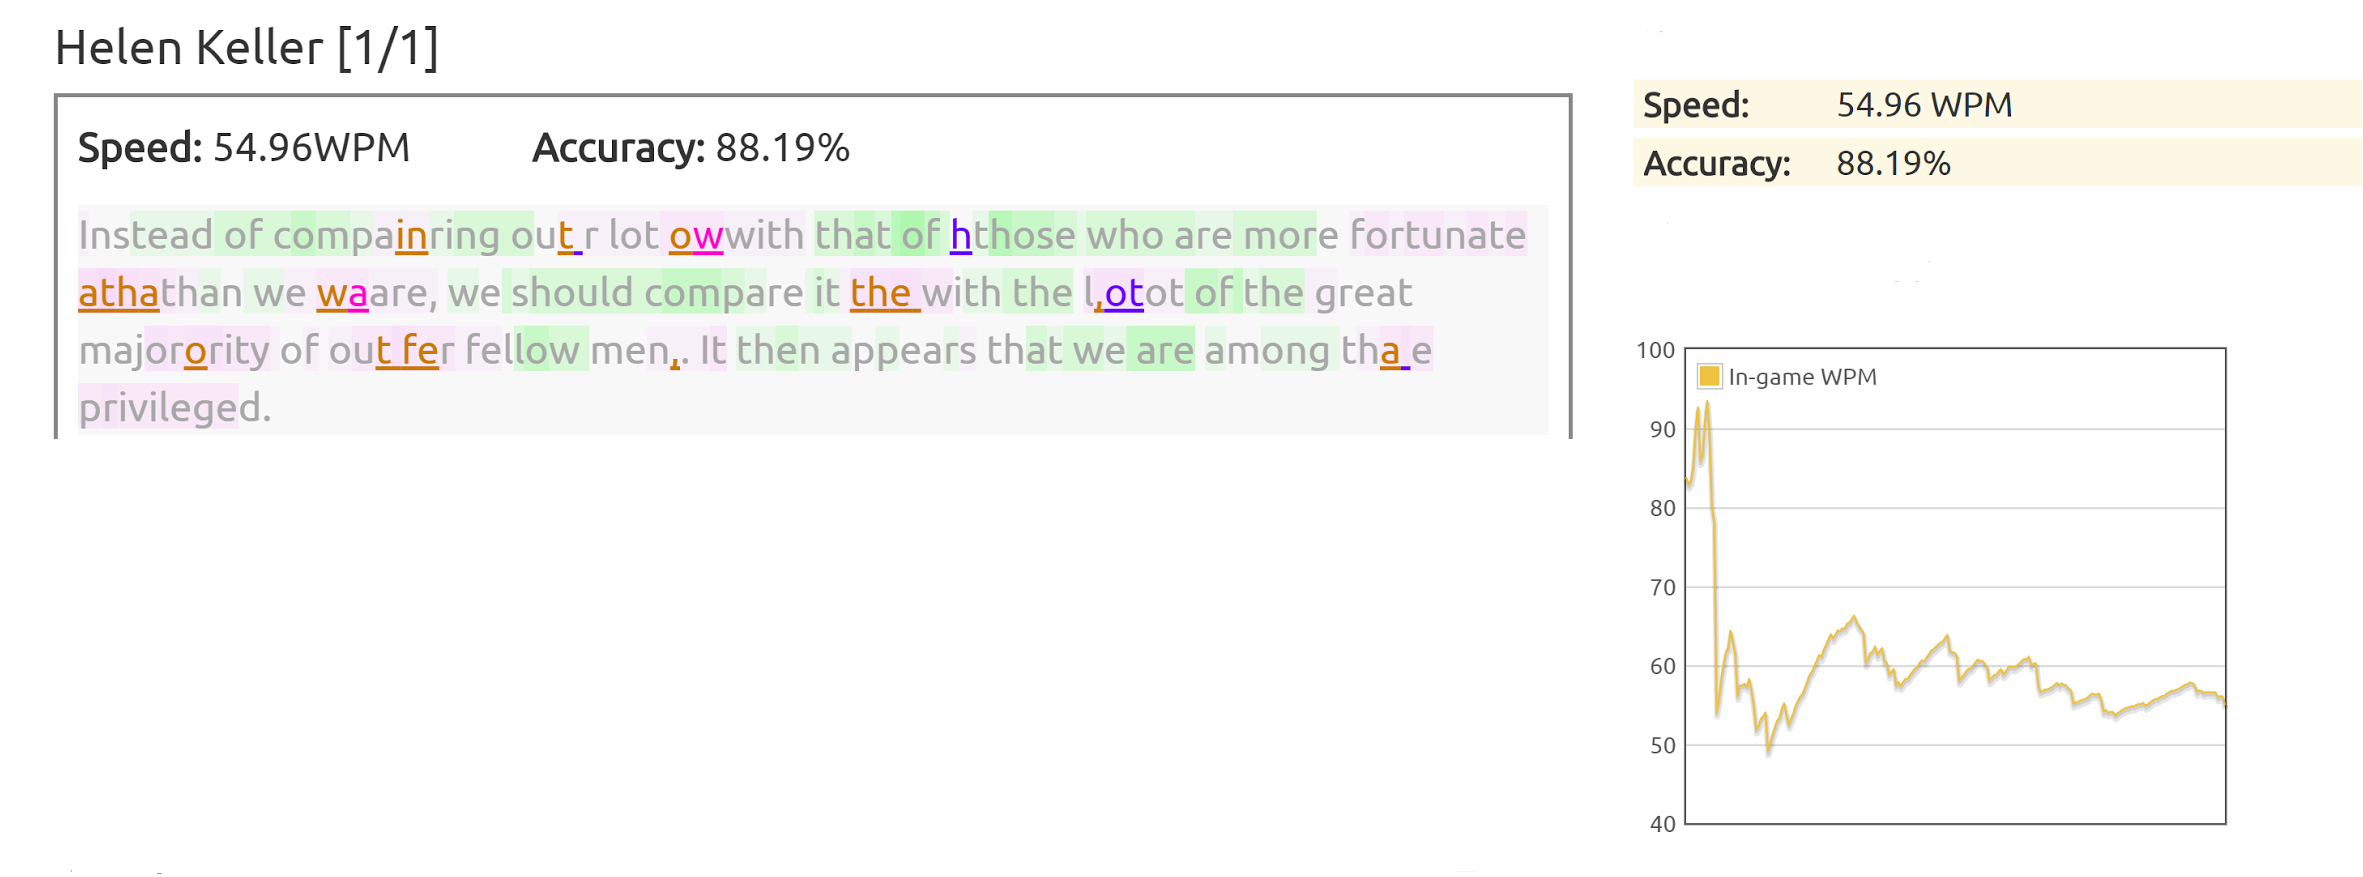 Helen Keller [1/1]
Speed: 54.96WPM Accuracy: 88.19%
Instead of compainring out r lot owwith that of hthose who are more fortunate
athathan we waare, we should compare it the with the l,otot of the great
majorority of out fer fellow men,. It then appears that we are among tha e
privileged.
Speed: 54.96 WPM
Accuracy: 88.19%
In-game WPM
100
90
80
70
60
50
40